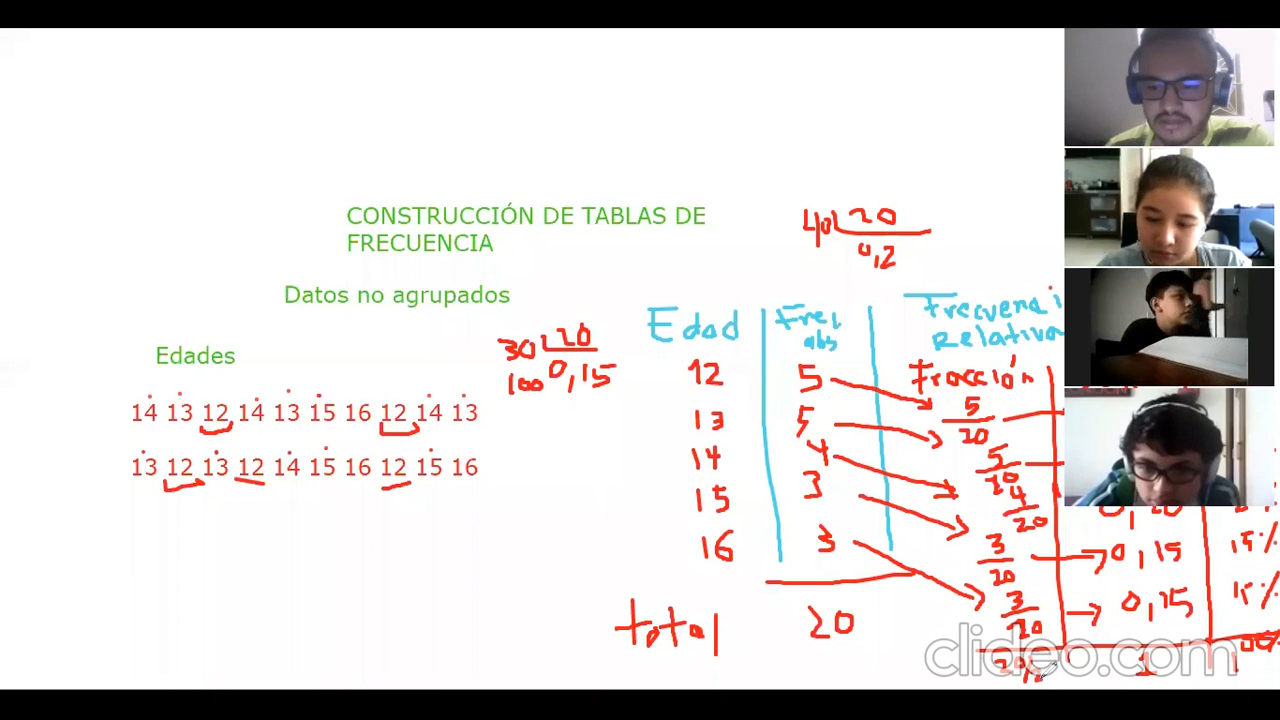 CONSTRUCCIÓN DE TABLAS DE
FRECUENCIA
Datos no agrupados
Edades
14 13 12 14 13 15 16 12 14 13
13 12 13 12 14 15 16 12 15 16
40 20
0,2
30 20
100 0,15
Edad Frec abs Frecuencia Relativa
Fracción
12 5 5/20
13 5 5/20
14 4 4/20 0,20
15 3 3/20 0,15 15%
16 3 3/20 0,15 15%
total 20 1
clideo.com